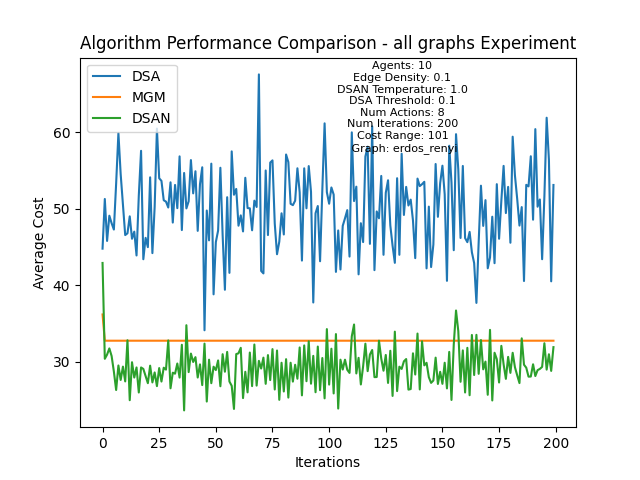 Algorithm Performance Comparison - all graphs Experiment
DSA
MGM
DSAN
Agents: 10
Edge Density: 0.1
DSAN Temperature: 1.0
DSA Threshold: 0.1
Num Actions: 8
Num Iterations: 200
Cost Range: 101
Graph: erdos_renyi
Average Cost
60
50
40
30
0
25
50
75
100
125
150
175
200
Iterations